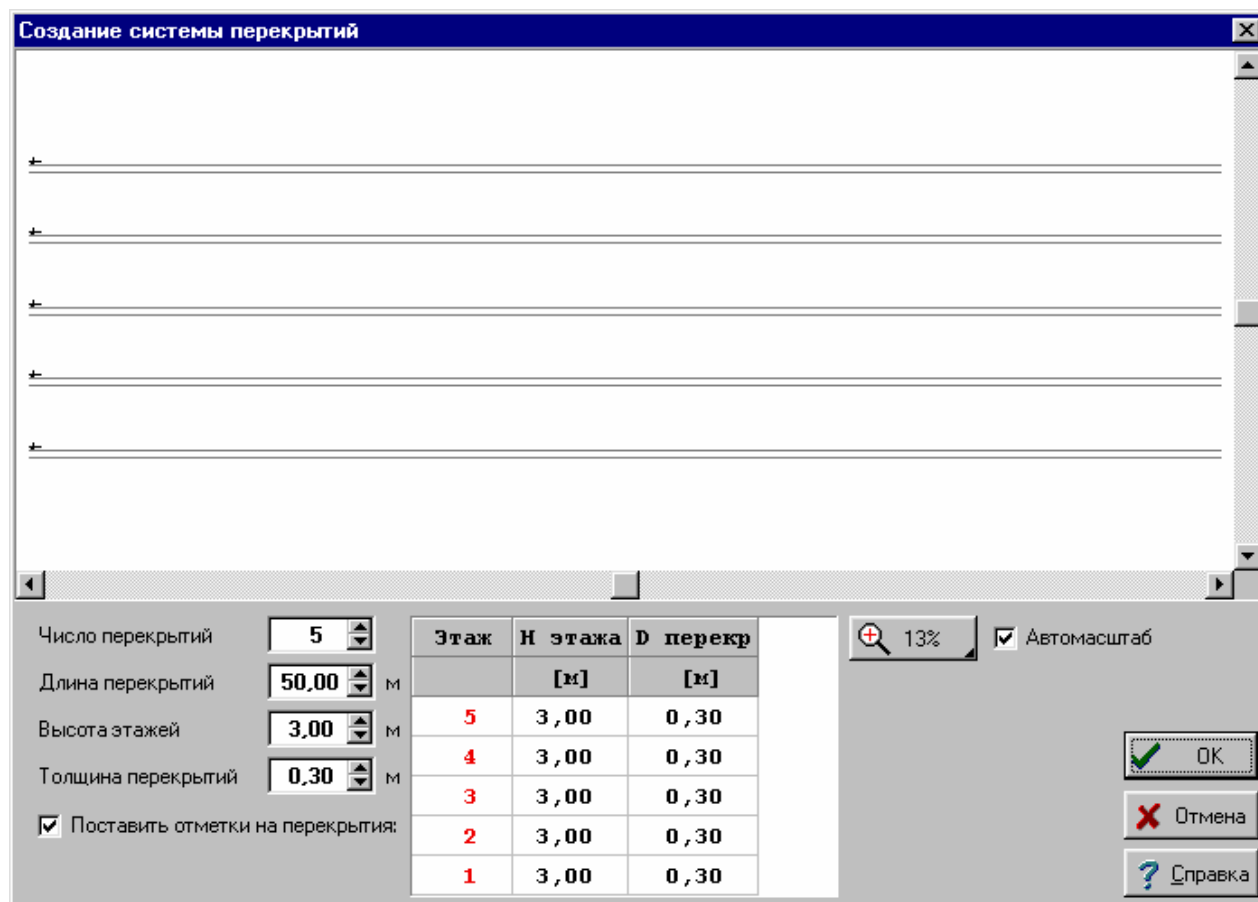 Создание системы перекрытий
Число перекрытий 5
Длина перекрытий 50,00 м
Высота этажей 3,00 м
Толщина перекрытий 0,30 м
Поставить отметки на перекрытия:
Этаж H этажа D перекр
[м] [м]
5 3,00 0,30
4 3,00 0,30
3 3,00 0,30
2 3,00 0,30
1 3,00 0,30
13% Автомасштаб
OK
Отмена
Справка